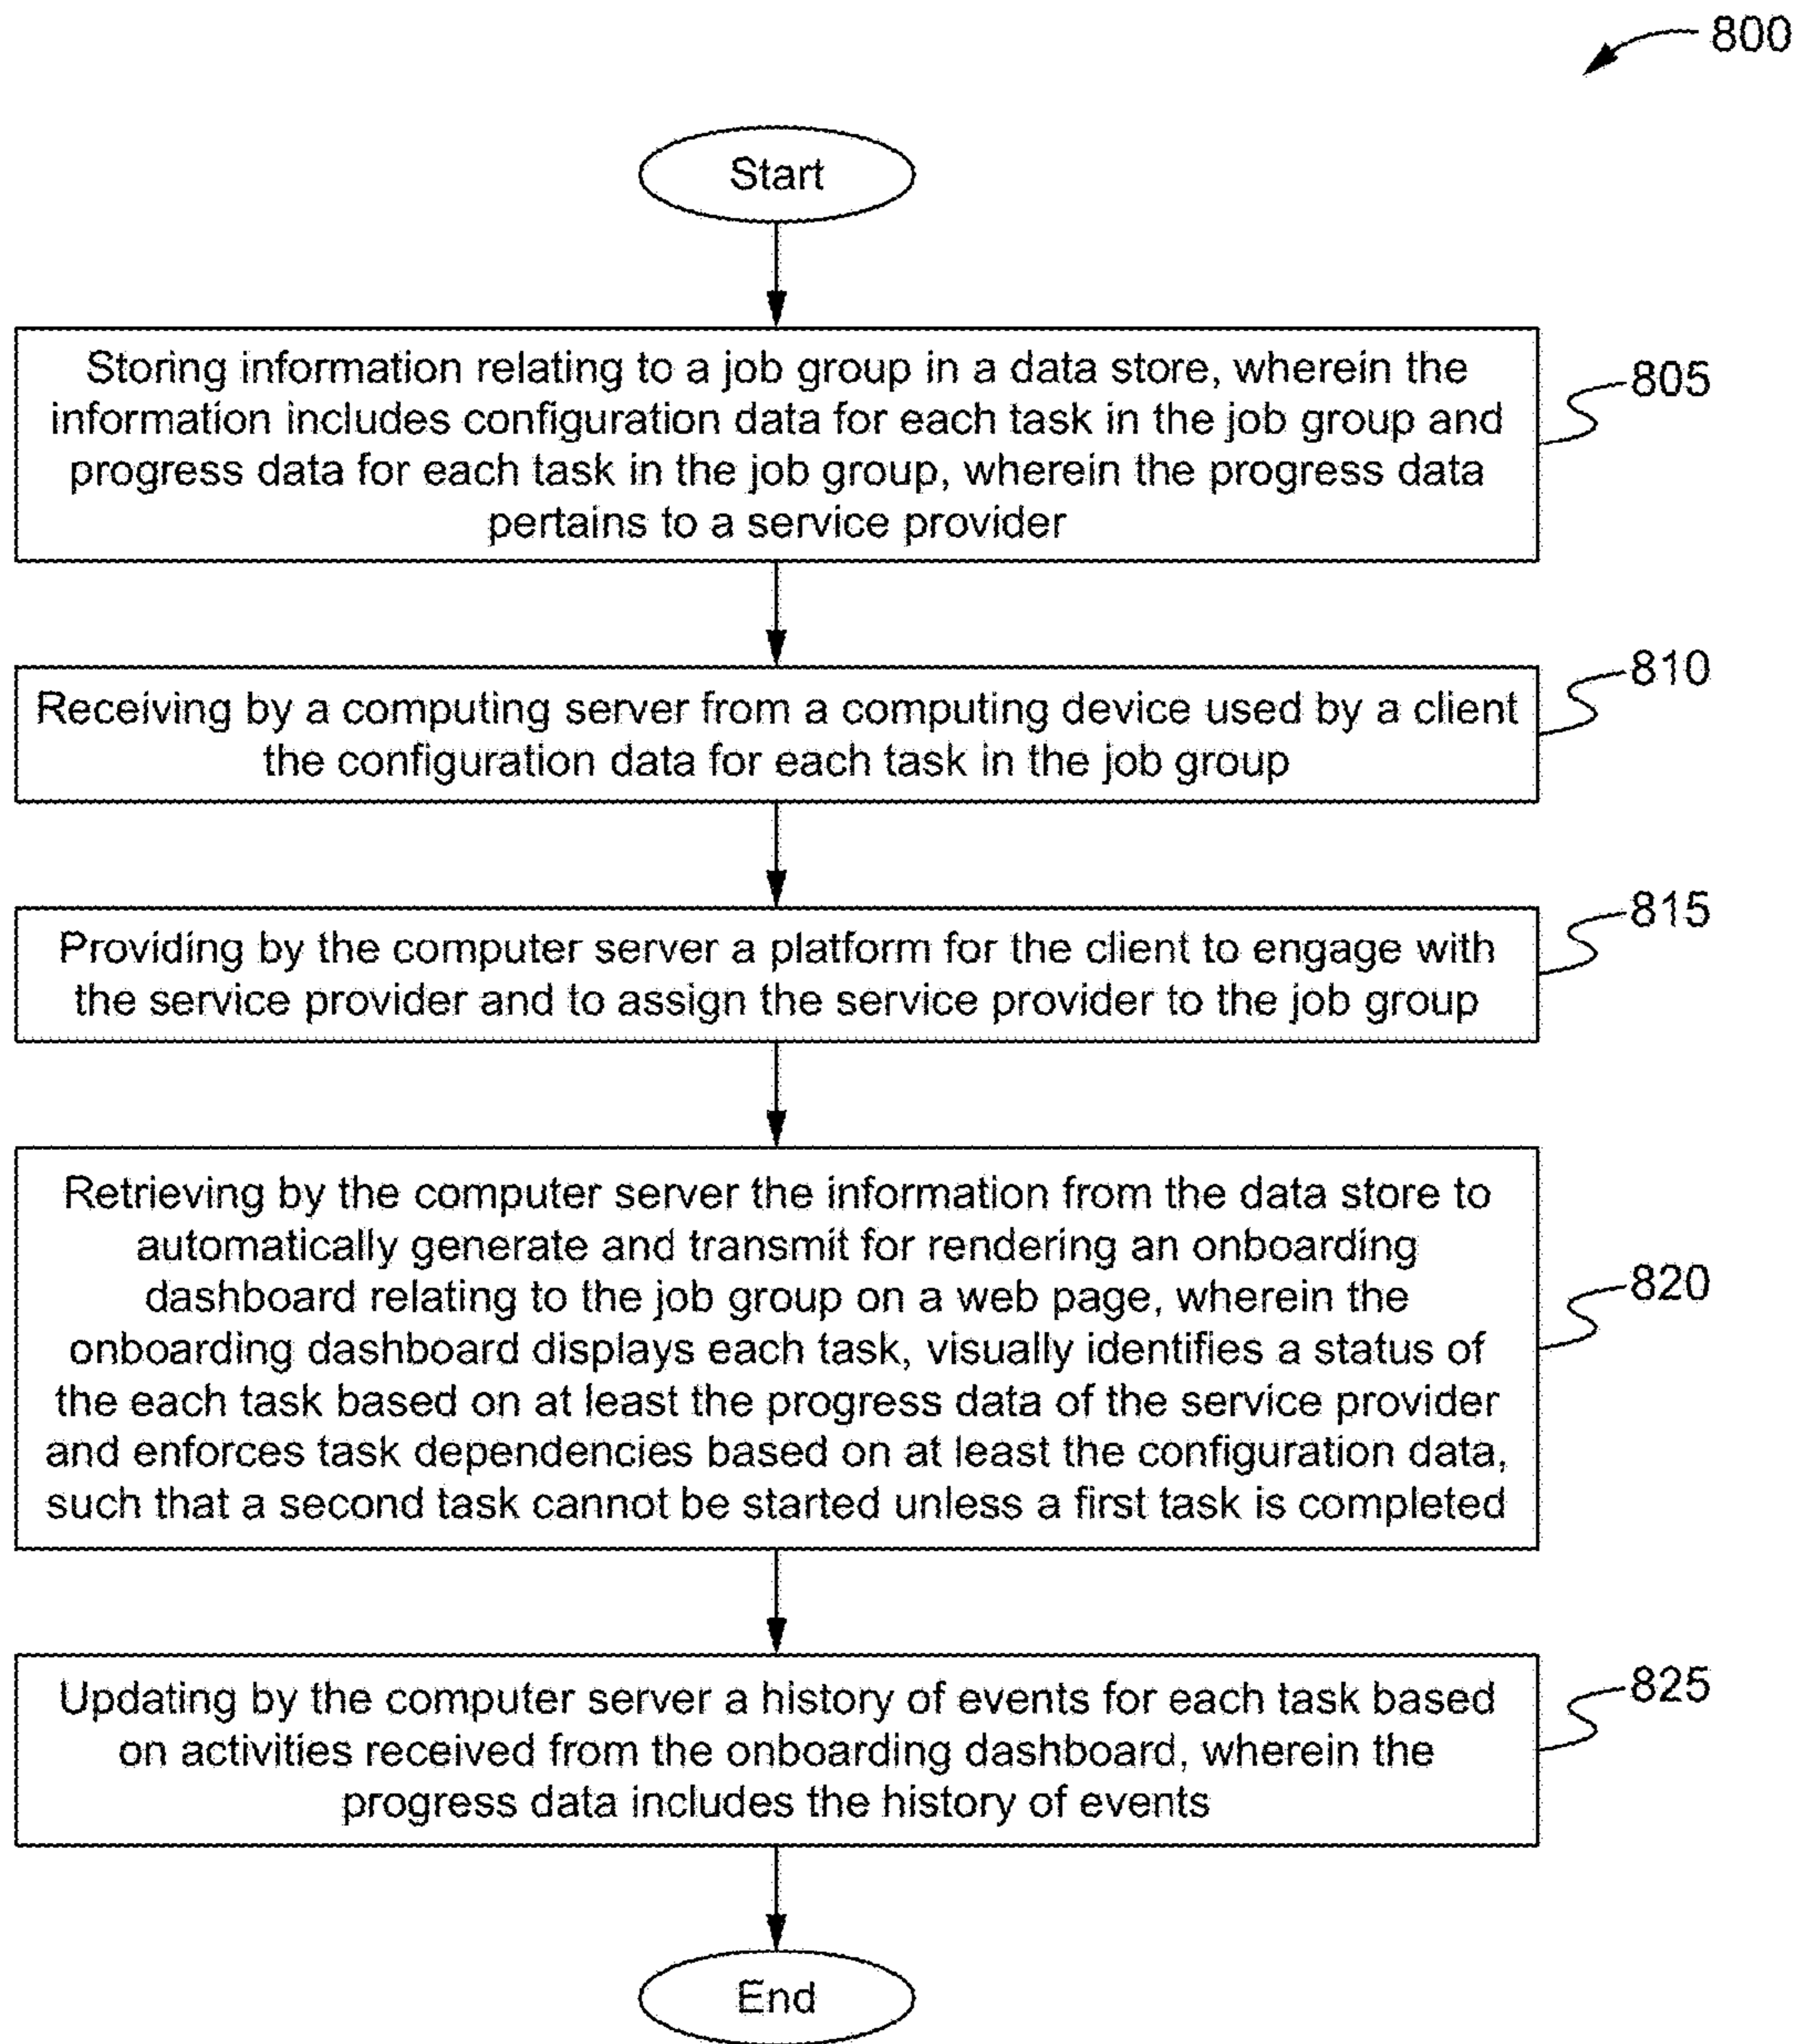 800
Start
Storing information relating to a job group in a data store, wherein the
information includes configuration data for each task in the job group and
progress data for each task in the job group, wherein the progress data
pertains to a service provider
805
Receiving by a computing server from a computing device used by a client
the configuration data for each task in the job group
810
Providing by the computer server a platform for the client to engage with
the service provider and to assign the service provider to the job group
815
Retrieving by the computer server the information from the data store to
automatically generate and transmit for rendering an onboarding
dashboard relating to the job group on a web page, wherein the
onboarding dashboard displays each task, visually identifies a status of
the each task based on at least the progress data of the service provider
and enforces task dependencies based on at least the configuration data,
such that a second task cannot be started unless a first task is completed
820
Updating by the computer server a history of events for each task based
on activities received from the onboarding dashboard, wherein the
progress data includes the history of events
825
End